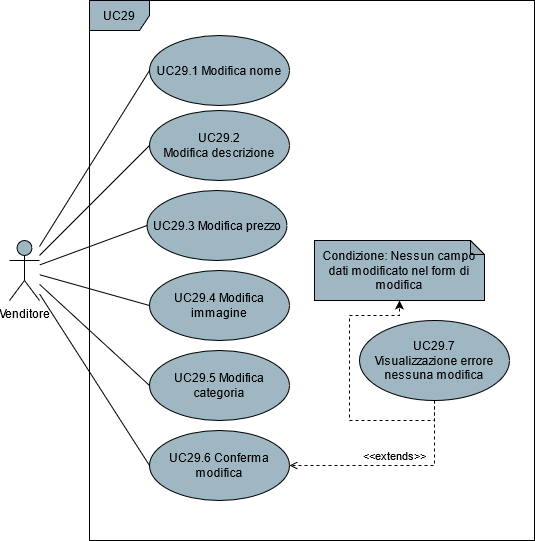 UC29
UC29.1 Modifica nome
UC29.2
Modifica descrizione
UC29.3 Modifica prezzo
Condizione: Nessun campo
dati modificato nel form di
modifica
Venditore
UC29.4 Modifica
immagine
UC29.7
Visualizzazione errore
nessuna modifica
UC29.5 Modifica
categoria
UC29.6 Conferma
modifica
<<extends>>